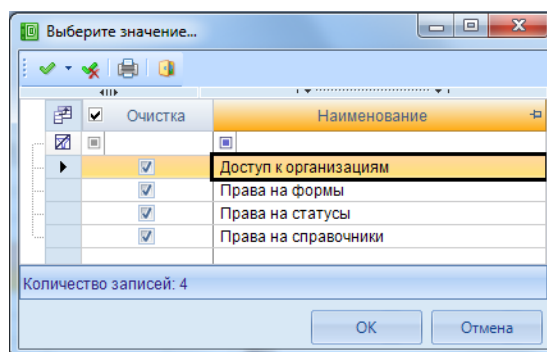 Выберите значение...
Очистка Наименование
Доступ к организациям
Права на формы
Права на статусы
Права на справочники
Количество записей: 4
OK Отмена